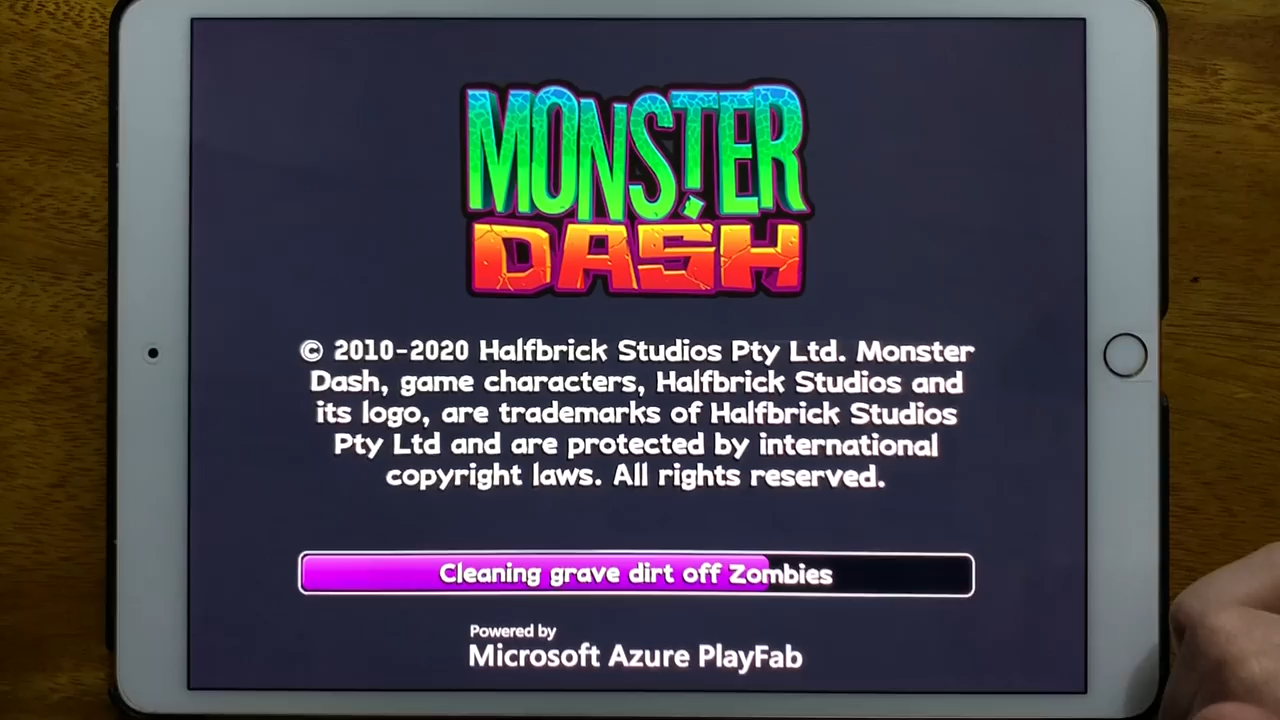 MONSTER
DASH
© 2010-2020 Halfbrick Studios Pty Ltd. Monster
Dash, game characters, Halfbrick Studios and
its logo, are trademarks of Halfbrick Studios
Pty Ltd and are protected by international
copyright laws. All rights reserved.
Cleaning grave dirt off Zombies
Powered by
Microsoft Azure PlayFab